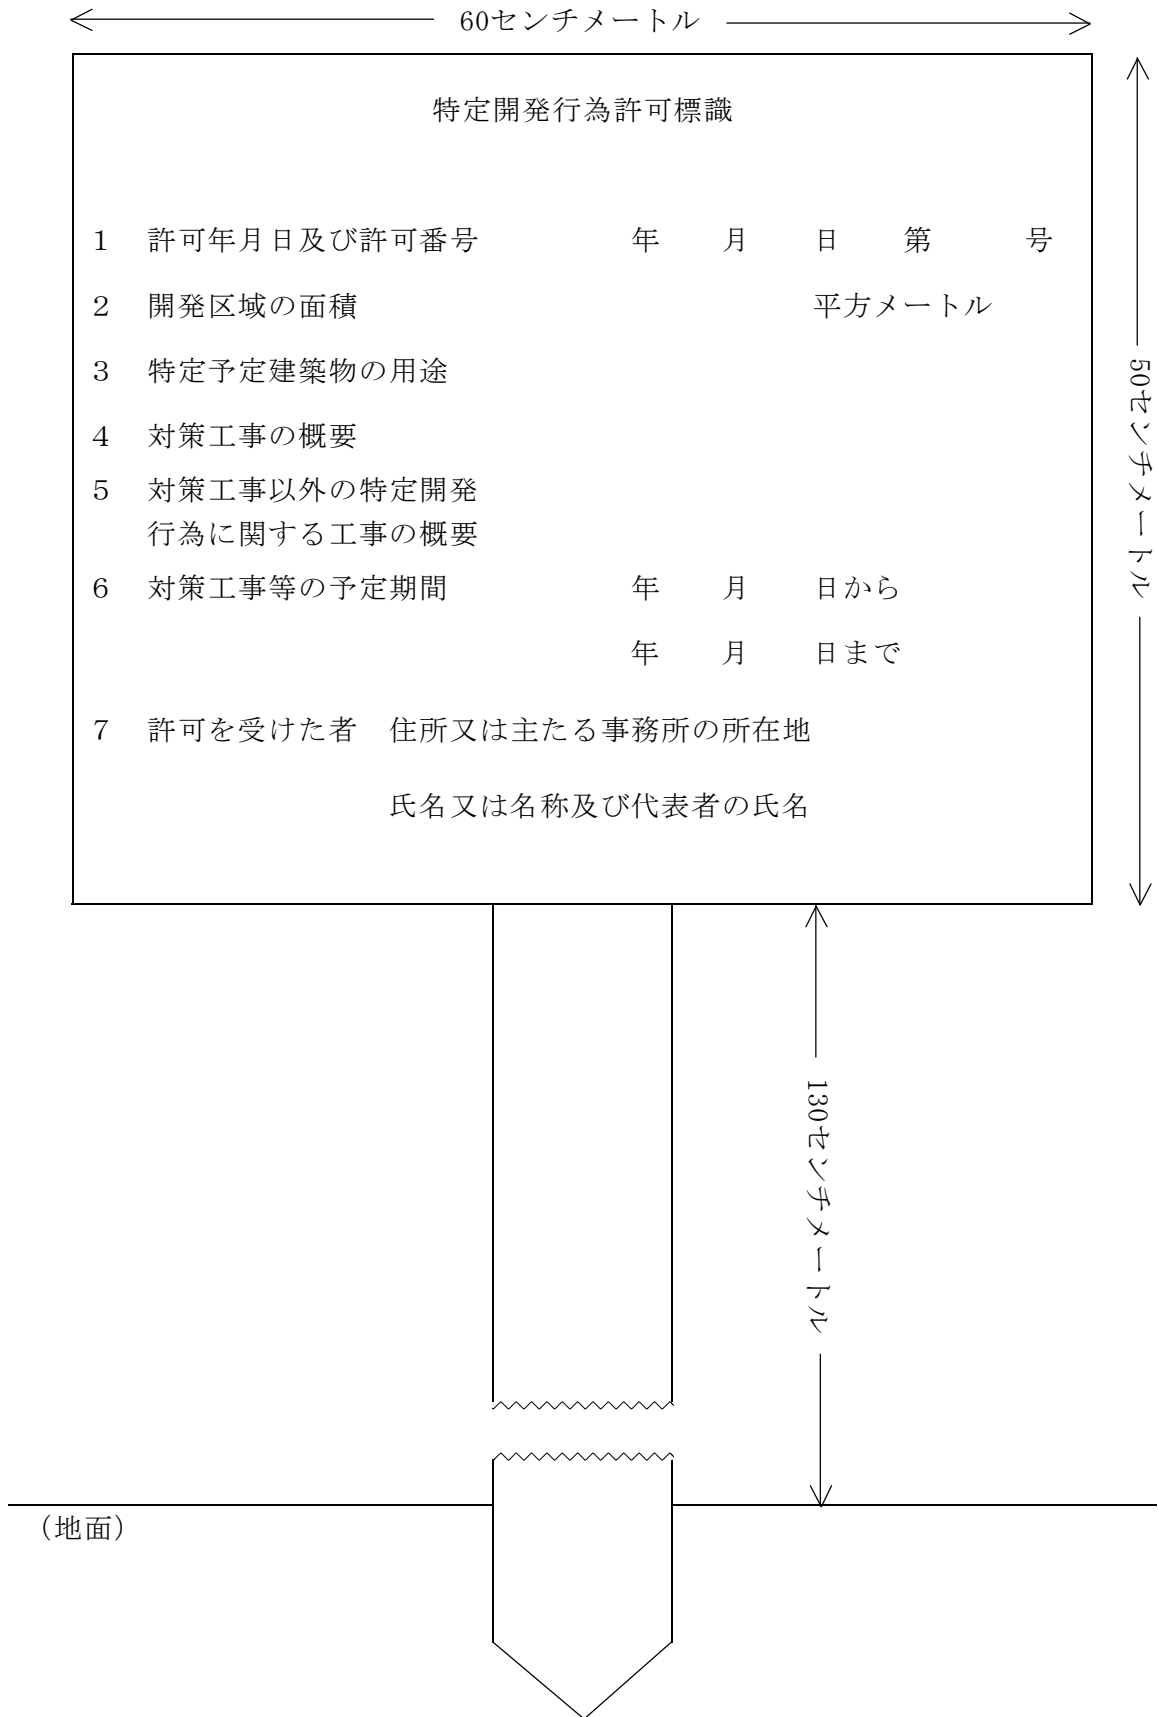 60センチメートル
特定開発行為許可標識
1　許可年月日及び許可番号　　　　　年　　月　　日　　第　　　号
2　開発区域の面積　　　　　　　　　　　　　　　平方メートル
3　特定予定建築物の用途
4　対策工事の概要
5　対策工事以外の特定開発
行為に関する工事の概要
6　対策工事等の予定期間　　　　　　年　　月　　日から
年　　月　　日まで
7　許可を受けた者　住所又は主たる事務所の所在地
氏名又は名称及び代表者の氏名
50センチメートル
130センチメートル
（地面）